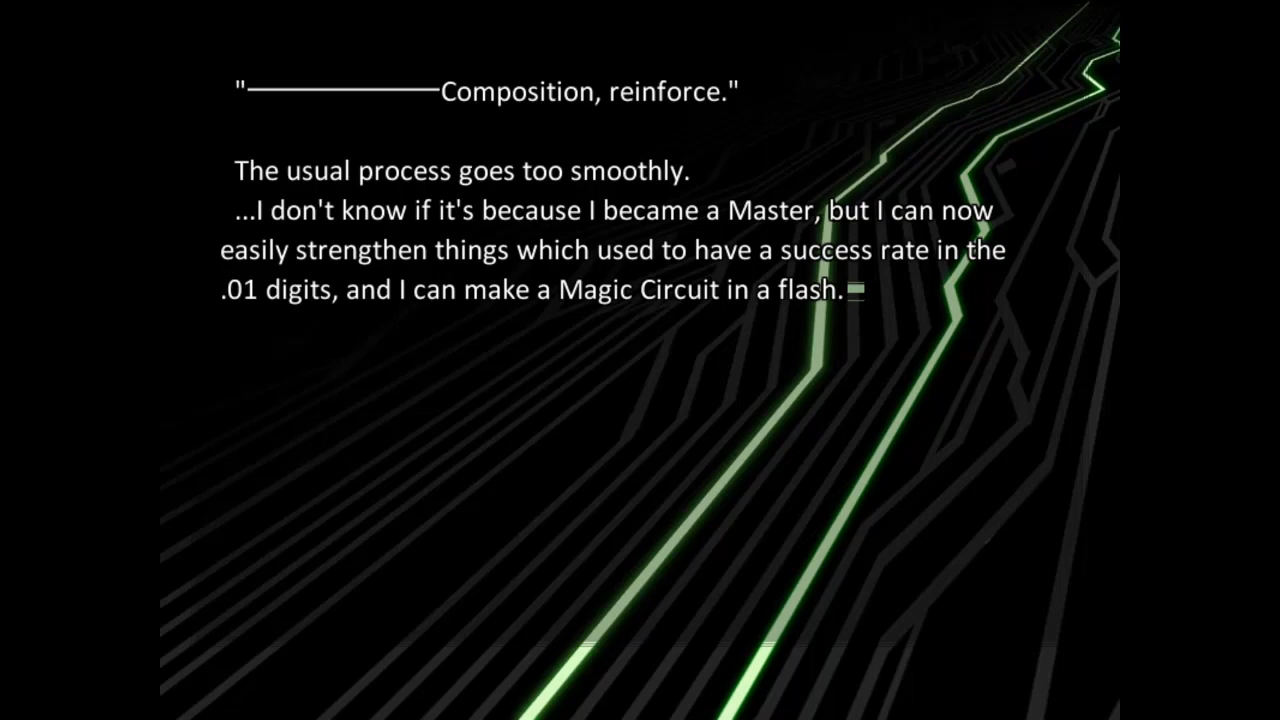 "―――――Composition, reinforce."
The usual process goes too smoothly.
...I don't know if it's because I became a Master, but I can now
easily strengthen things which used to have a success rate in the
.01 digits, and I can make a Magic Circuit in a flash.